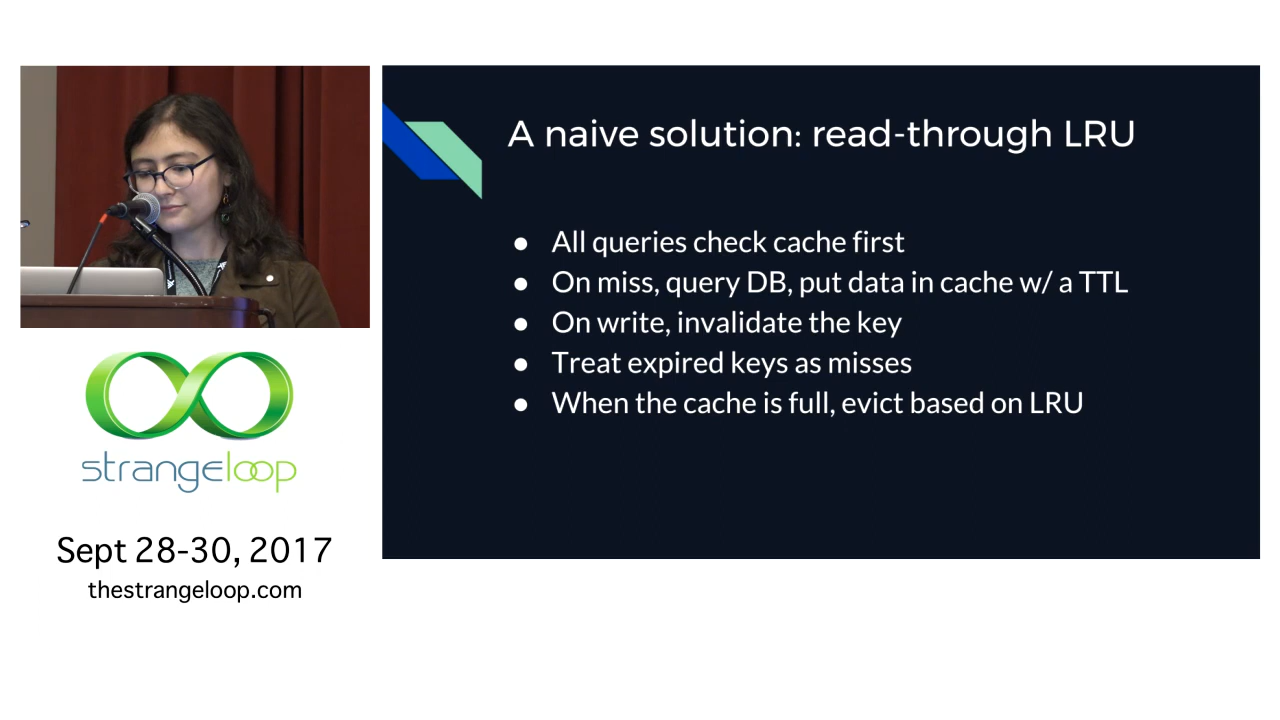 A naive solution: read-through LRU
● All queries check cache first
● On miss, query DB, put data in cache w/ a TTL
● On write, invalidate the key
● Treat expired keys as misses
● When the cache is full, evict based on LRU
strangeloop
Sept 28-30, 2017
thestrangeloop.com